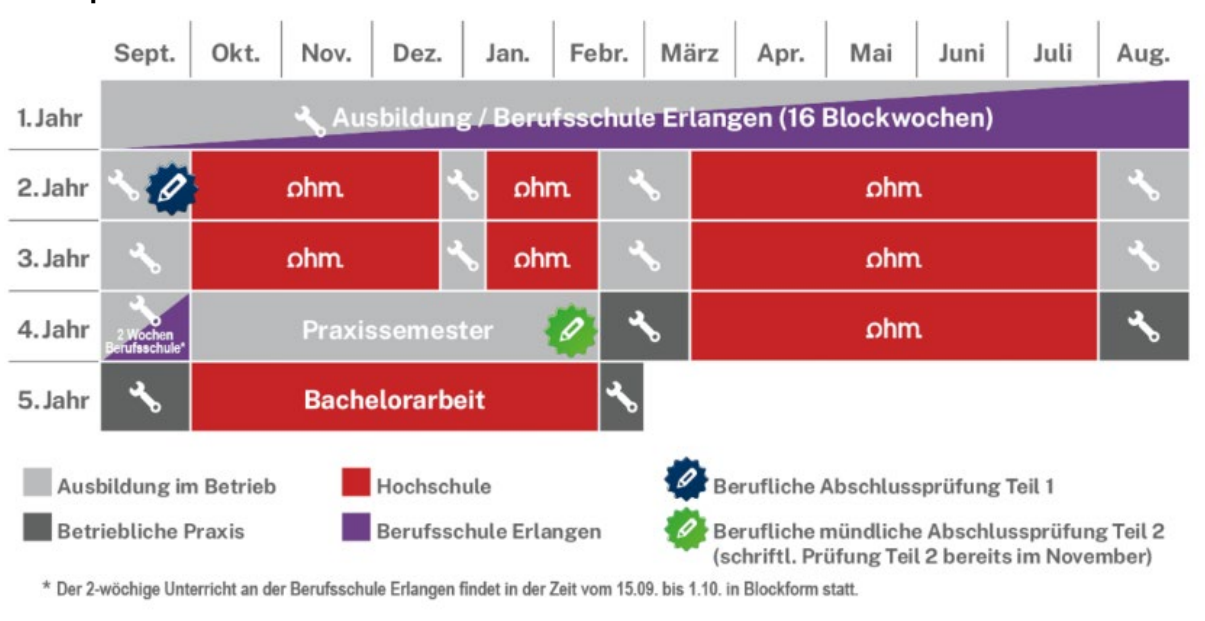 Sept. Okt. Nov. Dez. Jan. Febr. März Apr. Mai Juni Juli Aug.
1. Jahr Ausbildung / Berufsschule Erlangen (16 Blockwochen)
2. Jahr ohm ohm ohm
3. Jahr ohm ohm ohm
4. Jahr 2 Wochen Berufsschule* Praxissemester ohm
5. Jahr Bachelorarbeit
Ausbildung im Betrieb Hochschule Berufliche Abschlussprüfung Teil 1
Betriebliche Praxis Berufsschule Erlangen Berufliche mündliche Abschlussprüfung Teil 2
(schriftl. Prüfung Teil 2 bereits im November)
* Der 2-wöchige Unterricht an der Berufsschule Erlangen findet in der Zeit vom 15.09. bis 1.10. in Blockform statt.